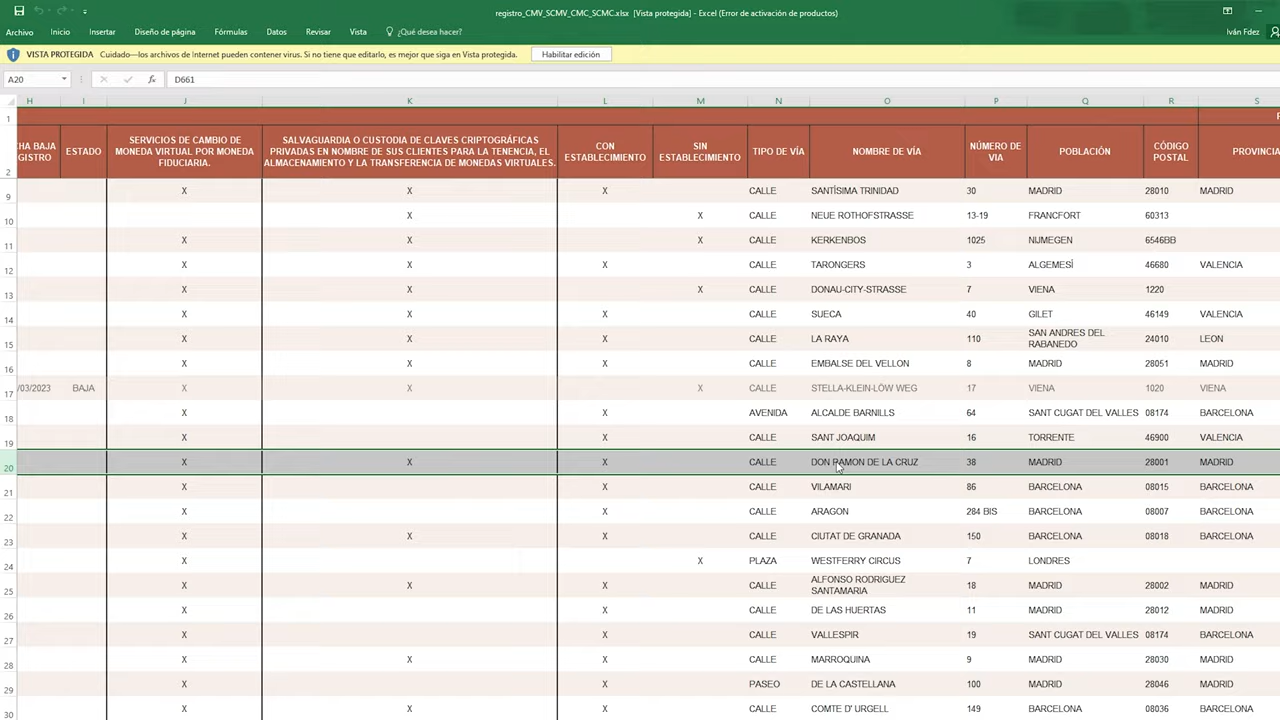 registro_CMV_SCMV_CMC_SCMC.xlsx [Vista protegida] - Excel (Error de activación de productos)
Archivo Inicio Insertar Diseño de página Fórmulas Datos Revisar Vista ¿Qué desea hacer? Iván Fdez
VISTA PROTEGIDA Cuidado—los archivos de Internet pueden contener virus. Si no tiene que editarlo, es mejor que siga en Vista protegida. Habilitar edición
A20 fx D661
H I J K L M N O P Q R S
1
2 CHA BAJA GISTRO ESTADO SERVICIOS DE CAMBIO DE MONEDA VIRTUAL POR MONEDA FIDUCIARIA. SALVAGUARDIA O CUSTODIA DE CLAVES CRIPTOGRÁFICAS PRIVADAS EN NOMBRE DE SUS CLIENTES PARA LA TENENCIA, EL ALMACENAMIENTO Y LA TRANSFERENCIA DE MONEDAS VIRTUALES. CON ESTABLECIMIENTO SIN ESTABLECIMIENTO TIPO DE VÍA NOMBRE DE VÍA NÚMERO DE VIA POBLACIÓN CÓDIGO POSTAL PROVINCIA
9 X X X CALLE SANTÍSIMA TRINIDAD 30 MADRID 28010 MADRID
10 X X CALLE NEUE ROTHOFSTRASSE 13-19 FRANCFORT 60313
11 X X X CALLE KERKENBOS 1025 NIJMEGEN 6546BB
12 X X X CALLE TARONGERS 3 ALGEMESÌ 46680 VALENCIA
13 X X X CALLE DONAU-CITY-STRASSE 7 VIENA 1220
14 X X X CALLE SUECA 40 GILET 46149 VALENCIA
15 X X X CALLE LA RAYA 110 SAN ANDRES DEL RABANEDO 24010 LEON
16 X X X CALLE EMBALSE DEL VELLON 8 MADRID 28051 MADRID
17 /03/2023 BAJA X X X CALLE STELLA-KLEIN-LÖW WEG 17 VIENA 1020 VIENA
18 X X AVENIDA ALCALDE BARNILLS 64 SANT CUGAT DEL VALLES 08174 BARCELONA
19 X X CALLE SANT JOAQUIM 16 TORRENTE 46900 VALENCIA
20 X X X CALLE DON RAMON DE LA CRUZ 38 MADRID 28001 MADRID
21 X X CALLE VILAMARI 86 BARCELONA 08015 BARCELONA
22 X X CALLE ARAGON 284 BIS BARCELONA 08007 BARCELONA
23 X X X CALLE CIUTAT DE GRANADA 150 BARCELONA 08018 BARCELONA
24 X X PLAZA WESTFERRY CIRCUS 7 LONDRES
25 X X X CALLE ALFONSO RODRIGUEZ SANTAMARIA 18 MADRID 28002 MADRID
26 X X CALLE DE LAS HUERTAS 11 MADRID 28012 MADRID
27 X X CALLE VALLESPIR 19 SANT CUGAT DEL VALLES 08174 BARCELONA
28 X X X CALLE MARROQUINA 9 MADRID 28030 MADRID
29 X X PASEO DE LA CASTELLANA 100 MADRID 28046 MADRID
30 X X X CALLE COMTE D' URGELL 149 BARCELONA 08036 BARCELONA